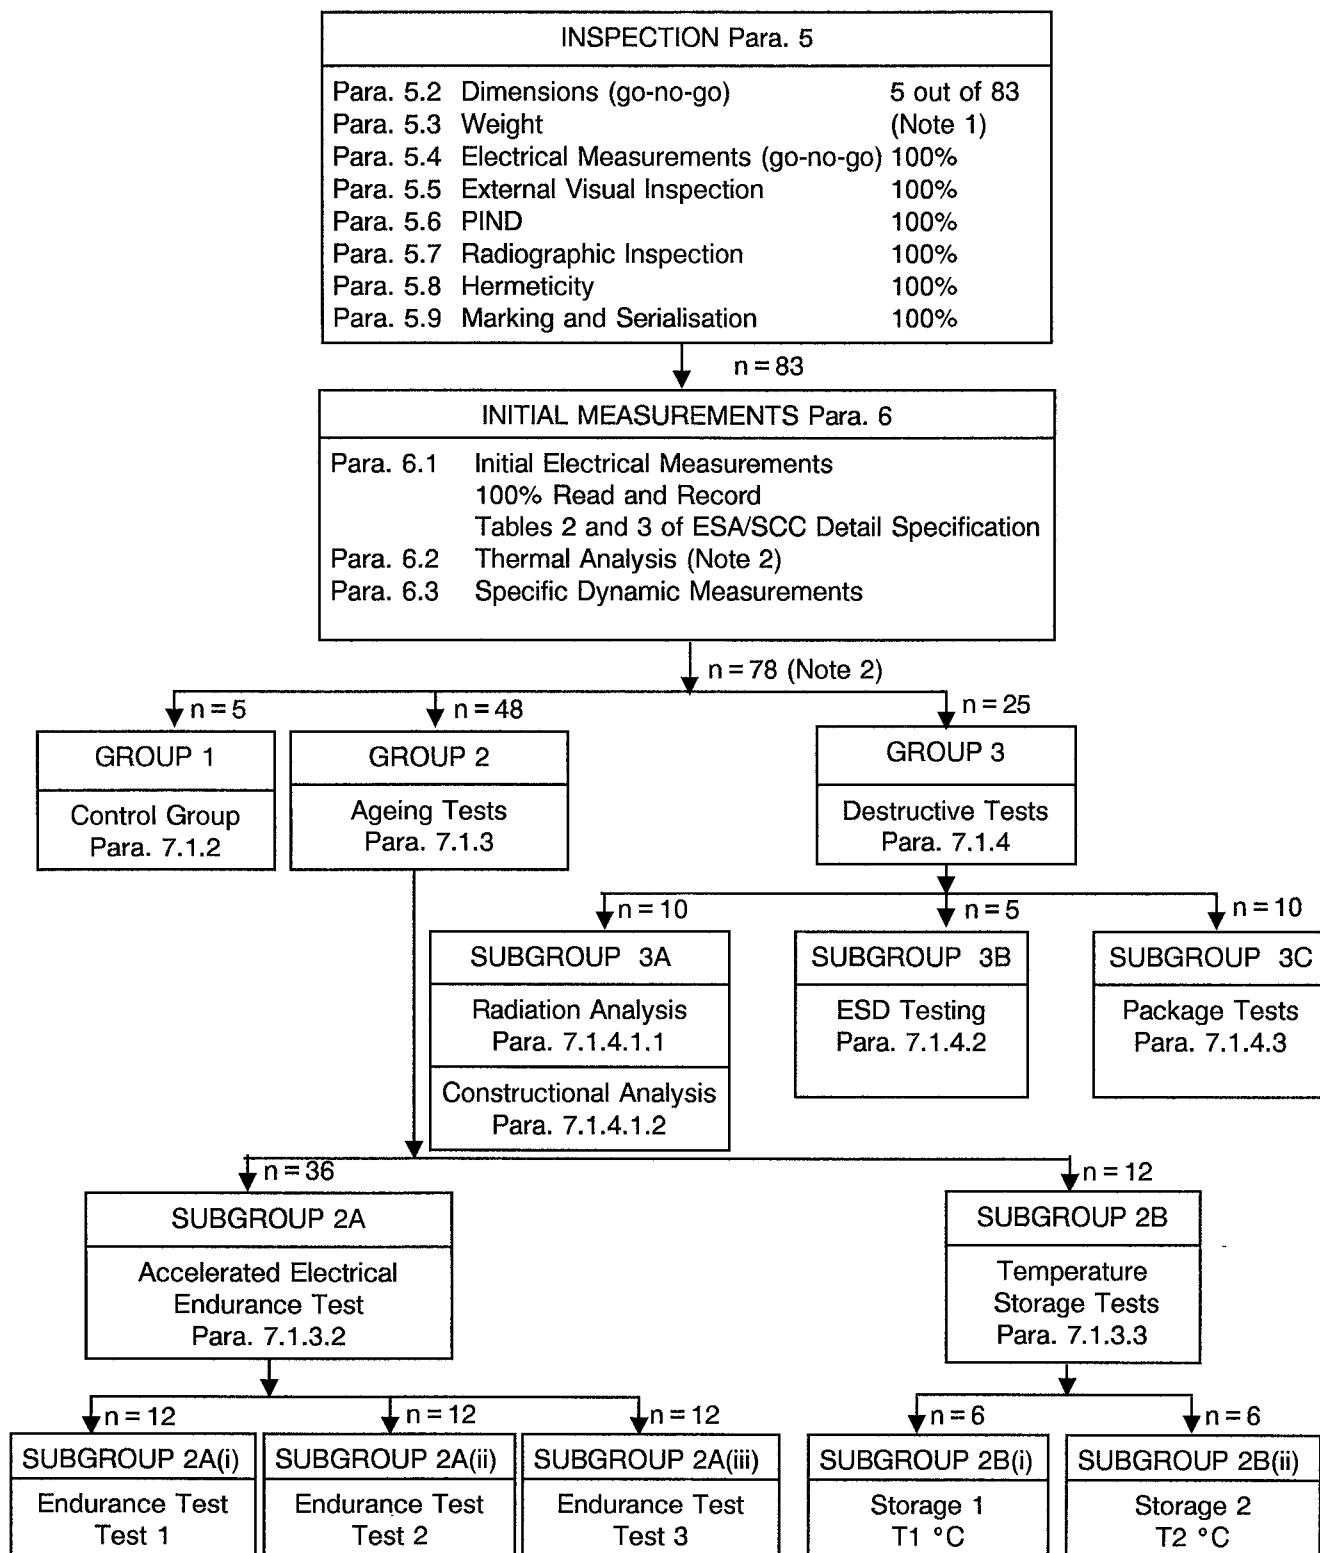 INSPECTION Para. 5
Para. 5.2 Dimensions (go-no-go) 5 out of 83
Para. 5.3 Weight (Note 1)
Para. 5.4 Electrical Measurements (go-no-go) 100%
Para. 5.5 External Visual Inspection 100%
Para. 5.6 PIND 100%
Para. 5.7 Radiographic Inspection 100%
Para. 5.8 Hermeticity 100%
Para. 5.9 Marking and Serialisation 100%
n = 83
INITIAL MEASUREMENTS Para. 6
Para. 6.1 Initial Electrical Measurements
100% Read and Record
Tables 2 and 3 of ESA/SCC Detail Specification
Para. 6.2 Thermal Analysis (Note 2)
Para. 6.3 Specific Dynamic Measurements
n = 78 (Note 2)
n = 5
GROUP 1
Control Group
Para. 7.1.2
n = 48
GROUP 2
Ageing Tests
Para. 7.1.3
n = 25
GROUP 3
Destructive Tests
Para. 7.1.4
n = 10
SUBGROUP 3A
Radiation Analysis
Para. 7.1.4.1.1
Constructional Analysis
Para. 7.1.4.1.2
n = 5
SUBGROUP 3B
ESD Testing
Para. 7.1.4.2
n = 10
SUBGROUP 3C
Package Tests
Para. 7.1.4.3
n = 36
SUBGROUP 2A
Accelerated Electrical
Endurance Test
Para. 7.1.3.2
n = 12
SUBGROUP 2B
Temperature
Storage Tests
Para. 7.1.3.3
n = 12
SUBGROUP 2A(i)
Endurance Test
Test 1
n = 12
SUBGROUP 2A(ii)
Endurance Test
Test 2
n = 12
SUBGROUP 2A(iii)
Endurance Test
Test 3
n = 6
SUBGROUP 2B(i)
Storage 1
T1 °C
n = 6
SUBGROUP 2B(ii)
Storage 2
T2 °C